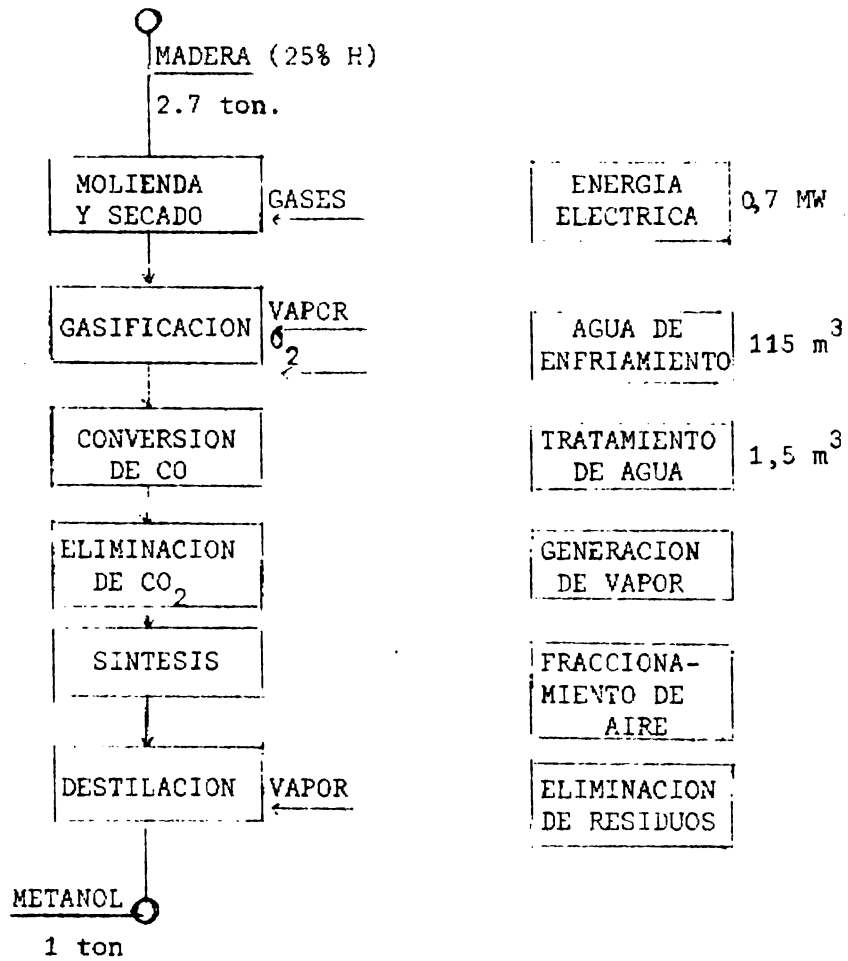 MADERA (25% H)
2.7 ton.
MOLIENDA
Y SECADO
GASES
GASIFICACION
VAPOR
O2
CONVERSION
DE CO
ELIMINACION
DE CO2
SINTESIS
DESTILACION
VAPOR
METANOL
1 ton
ENERGIA
ELECTRICA
0,7 MW
AGUA DE
ENFRIAMIENTO
115 m3
TRATAMIENTO
DE AGUA
1,5 m3
GENERACION
DE VAPOR
FRACCIONA-
MIENTO DE
AIRE
ELIMINACION
DE RESIDUOS